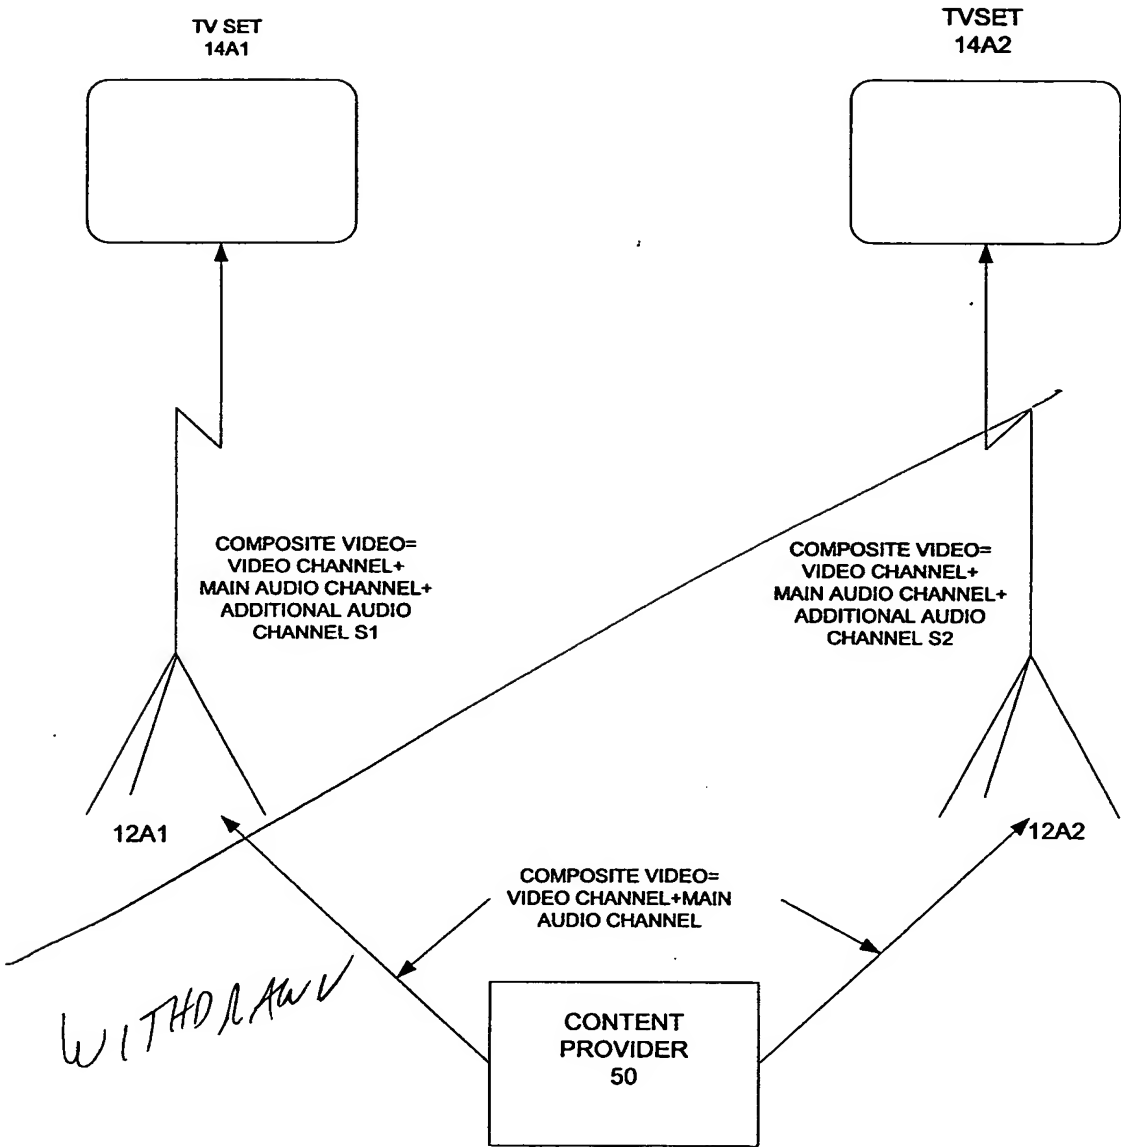 TV SET
14A1
TVSET
14A2
COMPOSITE VIDEO=
VIDEO CHANNEL+
MAIN AUDIO CHANNEL+
ADDITIONAL AUDIO
CHANNEL S1
COMPOSITE VIDEO=
VIDEO CHANNEL+
MAIN AUDIO CHANNEL+
ADDITIONAL AUDIO
CHANNEL S2
12A1
12A2
COMPOSITE VIDEO=
VIDEO CHANNEL+MAIN
AUDIO CHANNEL
WITHDRAWN
CONTENT
PROVIDER
50